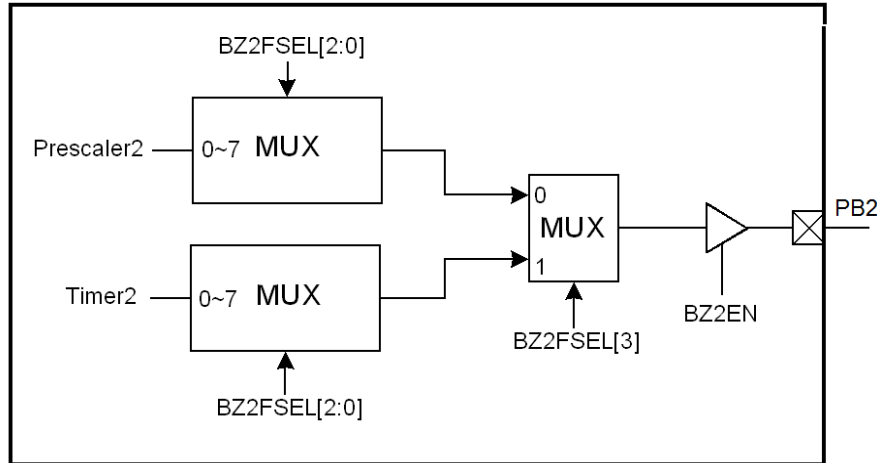 BZ2FSEL[2:0]
Prescaler2
0~7 MUX
0
MUX
1
PB2
Timer2
0~7 MUX
BZ2EN
BZ2FSEL[3]
BZ2FSEL[2:0]